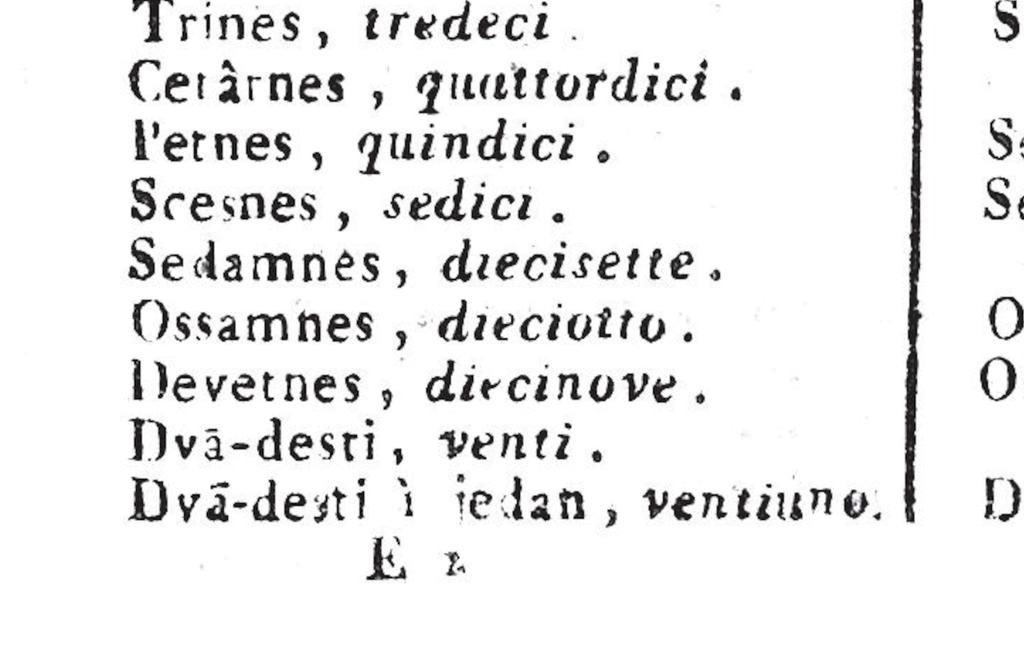 Trines, tredeci.
Cetârnes, quattordici.
Petnes, quindici.
Scesnes, sedici.
Sedamnes, diecisette.
Ossamnes, dieciotto.
Devetnes, diecinove.
Dvā-desti, venti.
Dvā-desti ì jedan, ventiuno.
E 2
S
Se
Se
O
O
D